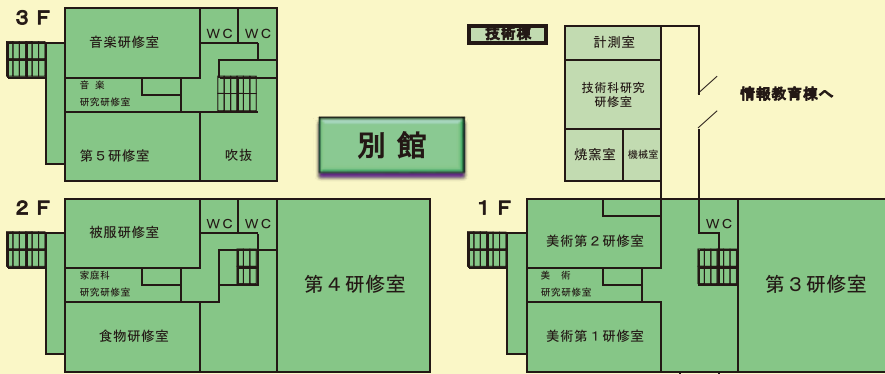 3F
音楽研修室
WC
WC
音楽
研究研修室
第5研修室
吹抜
別館
技術棟
計測室
技術科研究
研修室
焼窯室
機械室
情報教育棟へ
2F
被服研修室
WC
WC
家庭科
研究研修室
食物研修室
第4研修室
1F
美術第2研修室
WC
美術
研究研修室
美術第1研修室
第3研修室